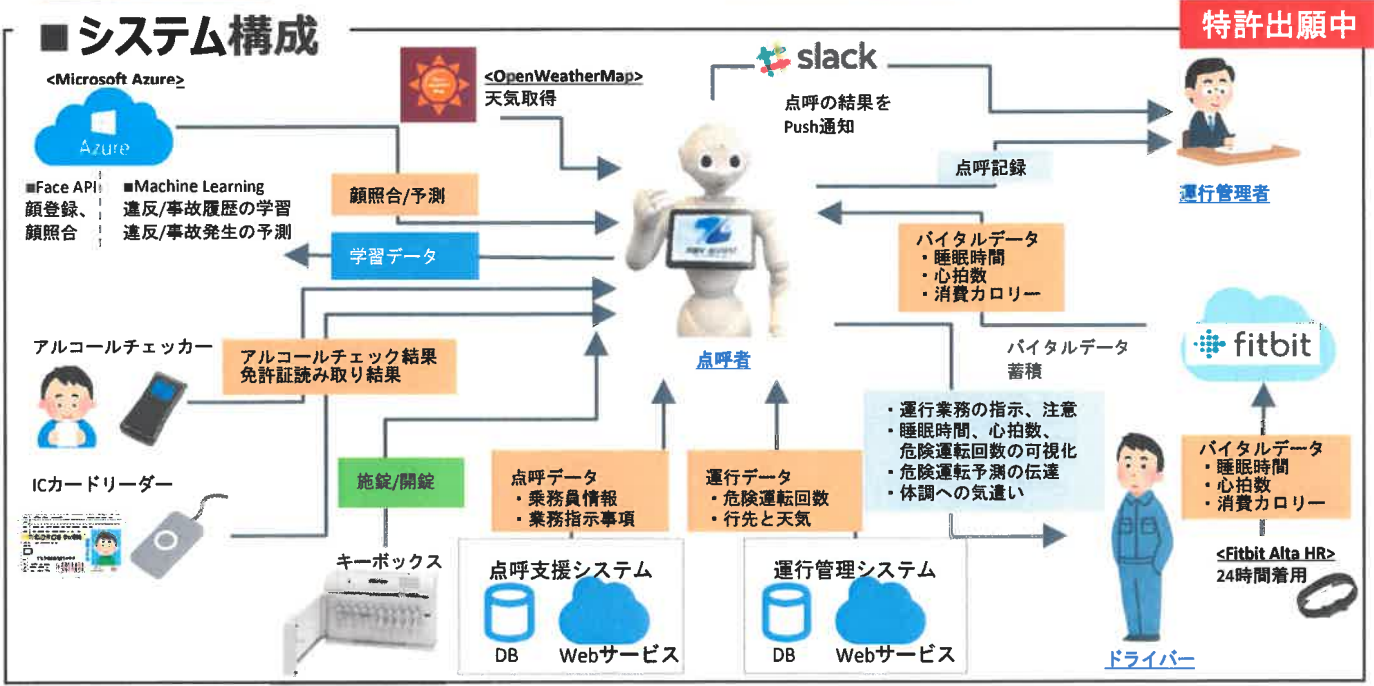 ■システム構成
特許出願中
<Microsoft Azure>
Azure
■Face API
顔登録、
顔照合
■Machine Learning
違反/事故履歴の学習
違反/事故発生の予測
<OpenWeatherMap>
天気取得
slack
点呼の結果を
Push通知
点呼記録
運行管理者
顔照合/予測
学習データ
バイタルデータ
・睡眠時間
・心拍数
・消費カロリー
点呼者
バイタルデータ
蓄積
fitbit
アルコールチェッカー
アルコールチェック結果
免許証読み取り結果
・運行業務の指示、注意
・睡眠時間、心拍数、
危険運転回数の可視化
・危険運転予測の伝達
・体調への気遣い
バイタルデータ
・睡眠時間
・心拍数
・消費カロリー
ICカードリーダー
施錠/開錠
点呼データ
・乗務員情報
・業務指示事項
運行データ
・危険運転回数
・行先と天気
キーボックス
点呼支援システム
DB
Webサービス
運行管理システム
DB
Webサービス
<Fitbit Alta HR>
24時間着用
ドライバー